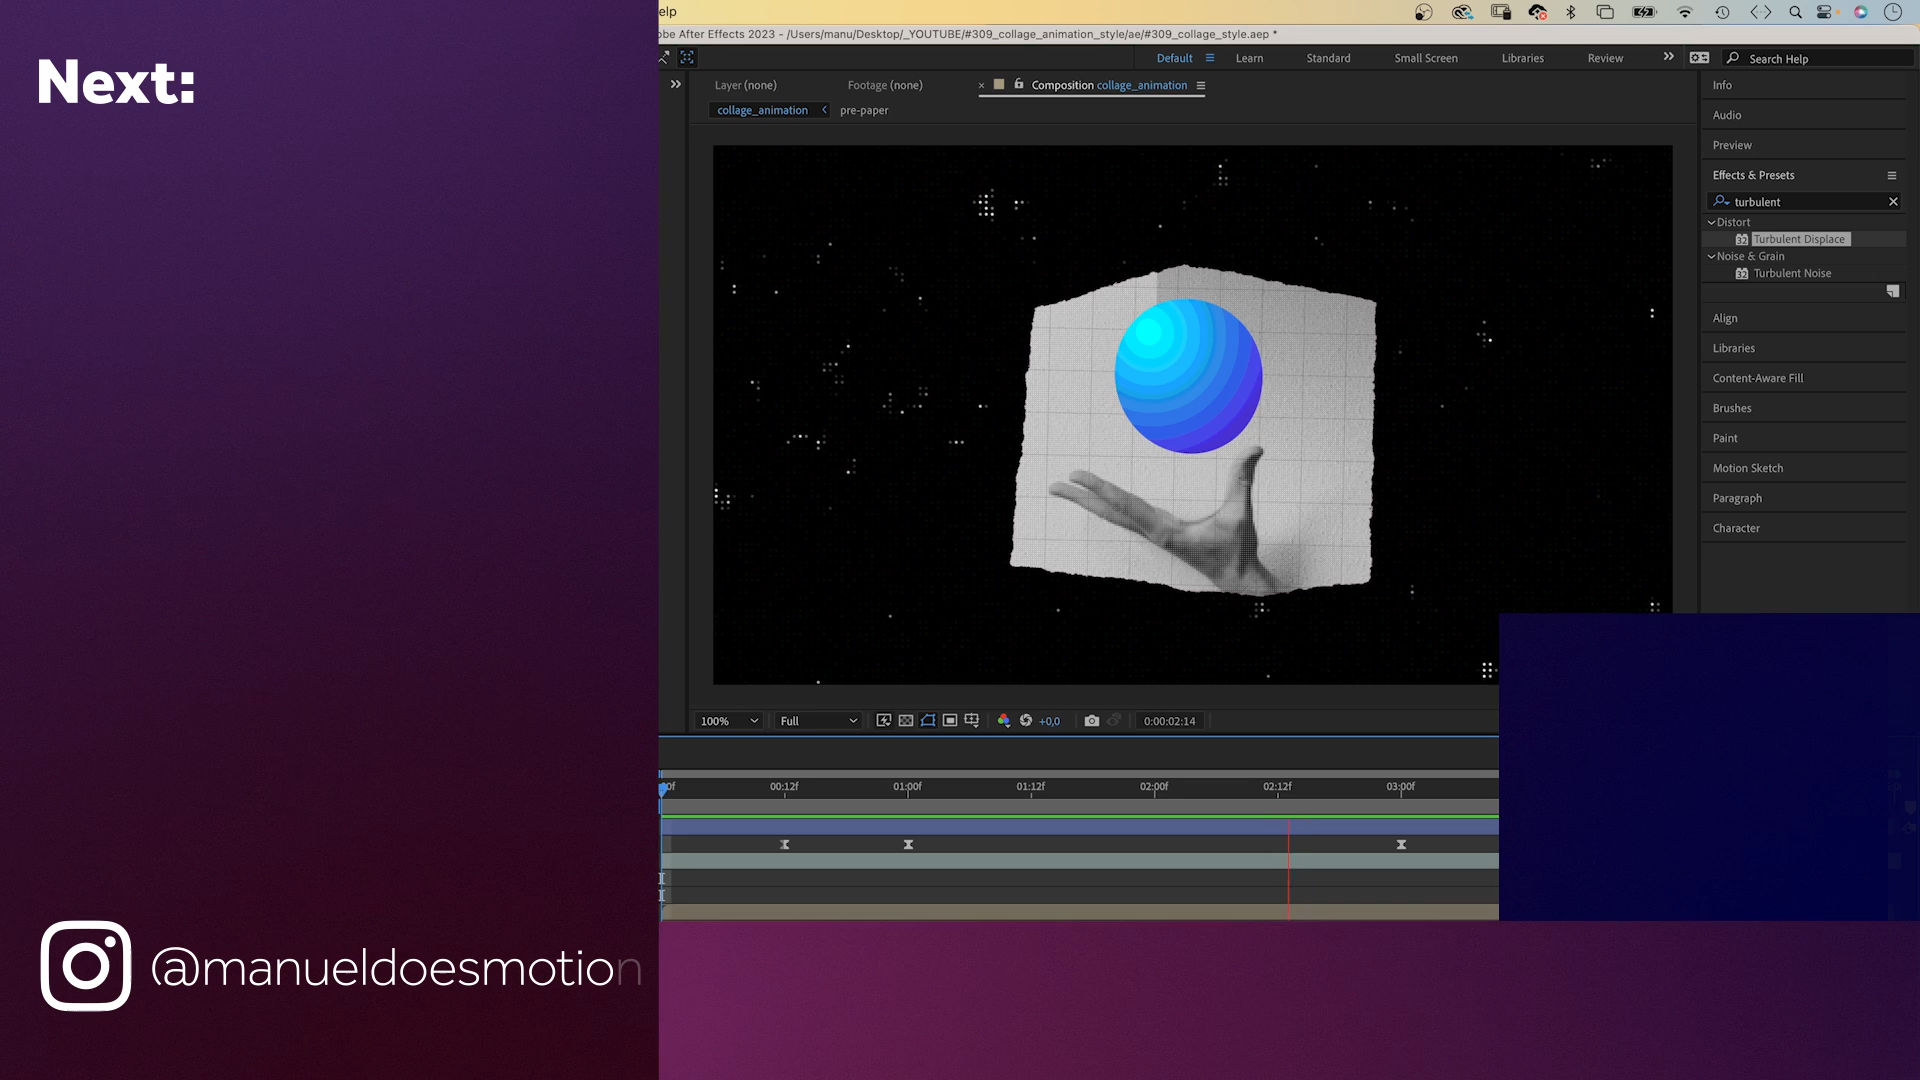 elp
obe After Effects 2023 - /Users/manu/Desktop/_YOUTUBE/#309_collage_animation_style/ae/#309_collage_style.aep *
Default
Learn
Standard
Small Screen
Libraries
Review
Search Help
Next:
Layer (none)
Footage (none)
Composition collage_animation
collage_animation
pre-paper
Info
Audio
Preview
Effects & Presets
turbulent
Distort
32 Turbulent Displace
Noise & Grain
32 Turbulent Noise
Align
Libraries
Content-Aware Fill
Brushes
Paint
Motion Sketch
Paragraph
Character
100%
Full
+0,0
0:00:02:14
00f
00:12f
01:00f
01:12f
02:00f
02:12f
03:00f
@manueldoesmotion